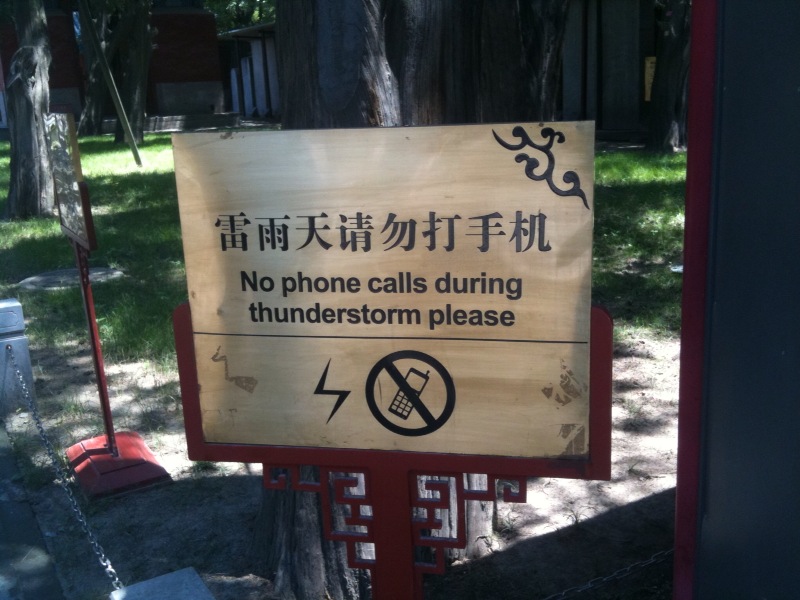 雷雨天请勿打手机
No phone calls during
thunderstorm please